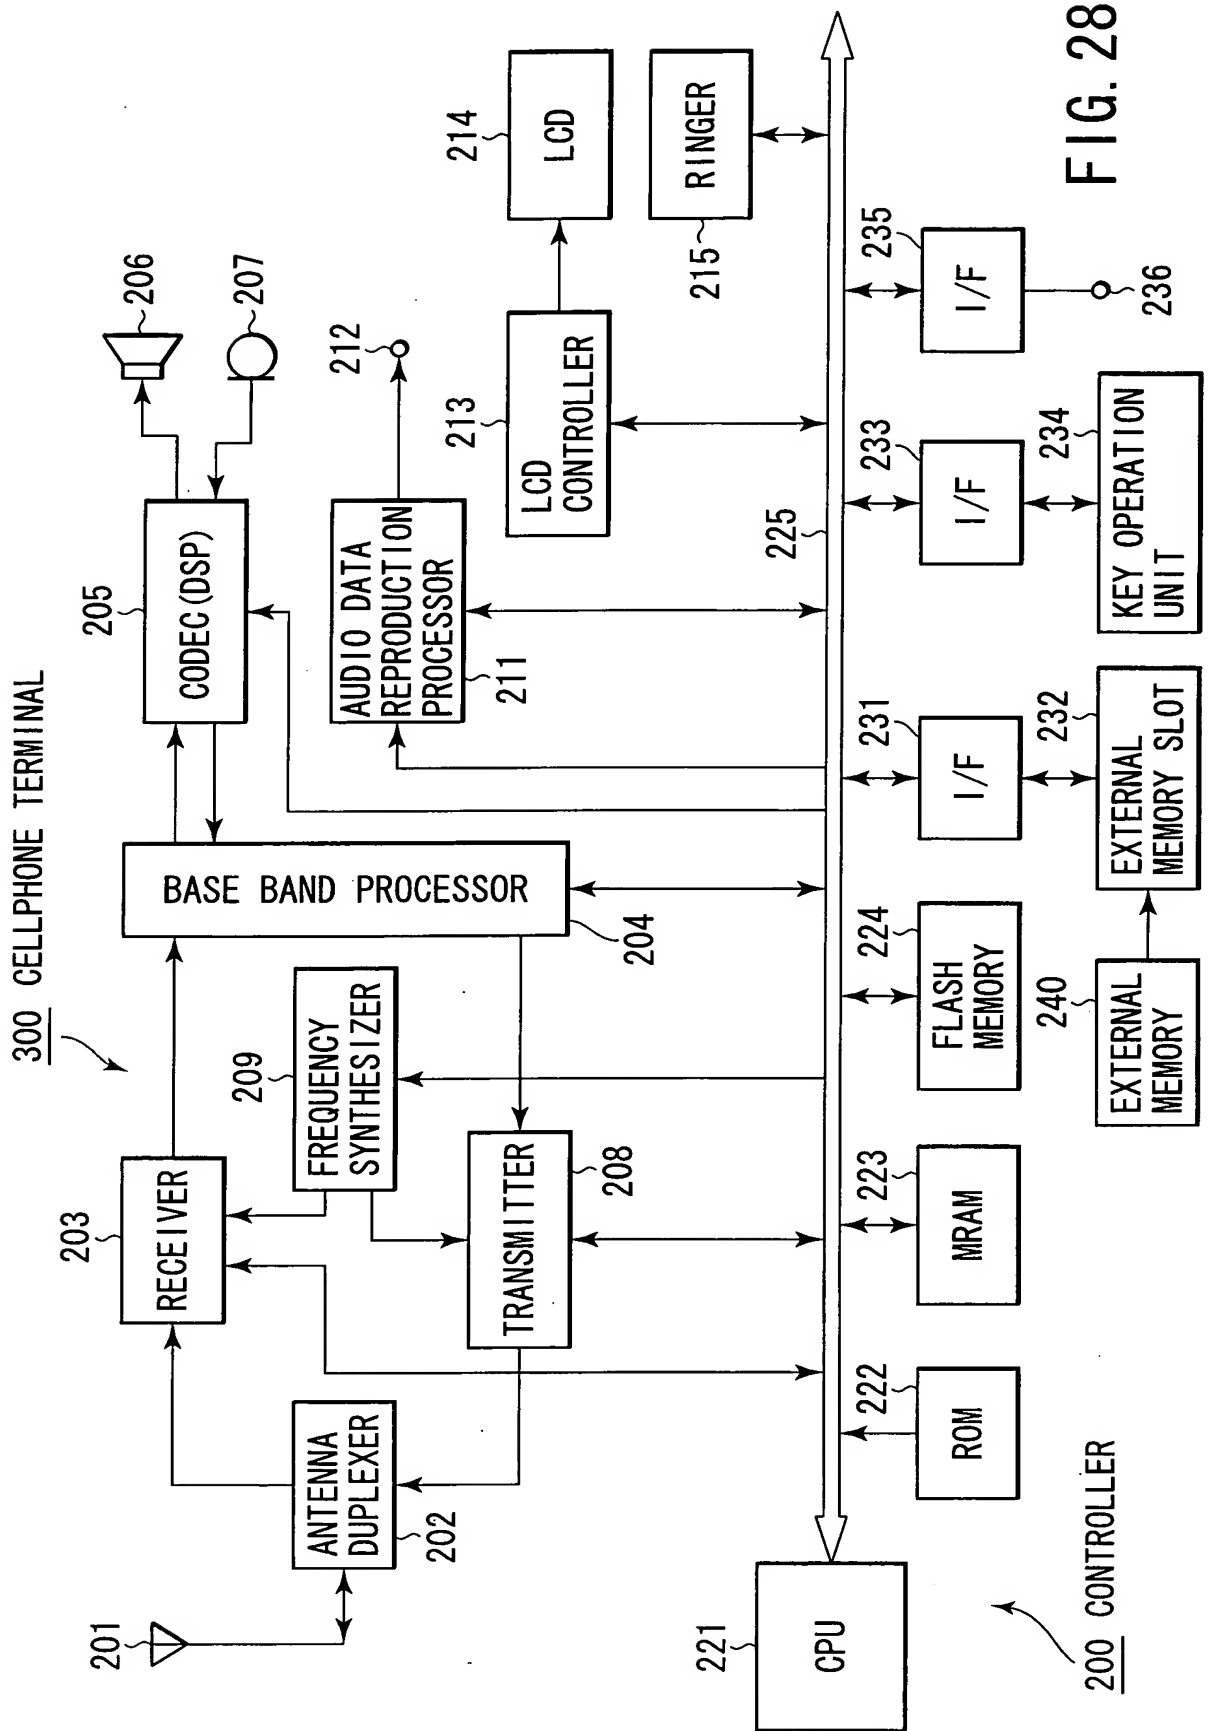 300 CELLPHONE TERMINAL
201
ANTENNA
DUPLEXER
202
203
RECEIVER
209
FREQUENCY
SYNTHESIZER
TRANSMITTER
208
BASE BAND PROCESSOR
204
205
CODEC(DSP)
206
207
AUDIO DATA
REPRODUCTION
PROCESSOR
211
212
213
LCD
CONTROLLER
214
LCD
RINGER
215
225
221
CPU
222
ROM
223
MRAM
224
FLASH
MEMORY
231
I/F
232
EXTERNAL
MEMORY SLOT
240
EXTERNAL
MEMORY
233
I/F
234
KEY OPERATION
UNIT
235
I/F
236
200 CONTROLLER
FIG. 28